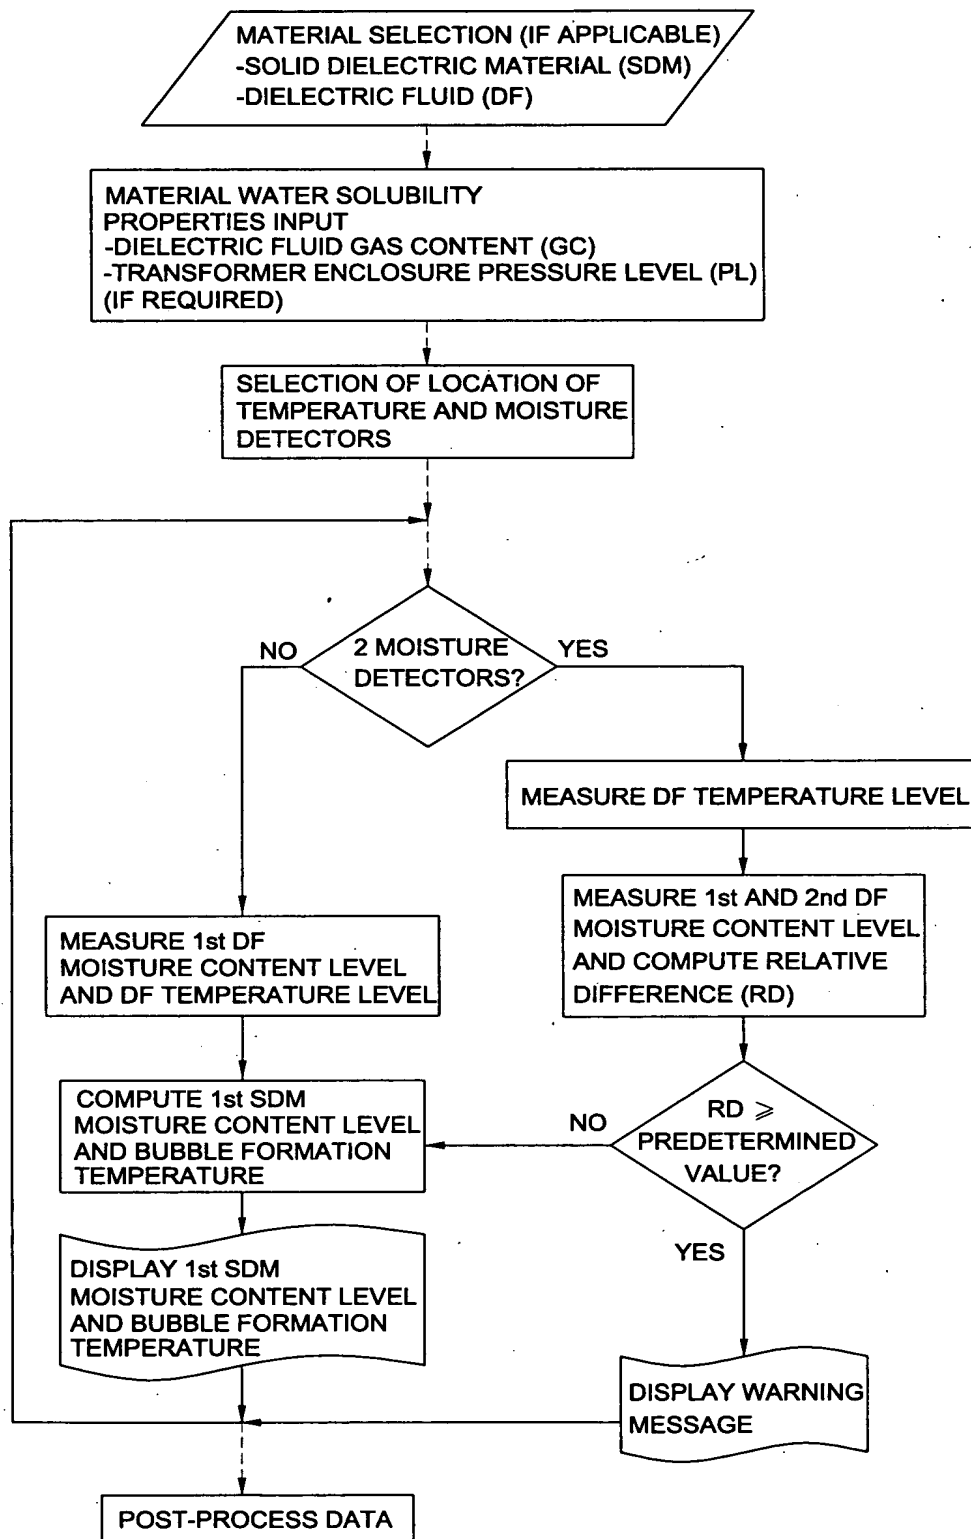 MATERIAL SELECTION (IF APPLICABLE)
-SOLID DIELECTRIC MATERIAL (SDM)
-DIELECTRIC FLUID (DF)
MATERIAL WATER SOLUBILITY
PROPERTIES INPUT
-DIELECTRIC FLUID GAS CONTENT (GC)
-TRANSFORMER ENCLOSURE PRESSURE LEVEL (PL)
(IF REQUIRED)
SELECTION OF LOCATION OF
TEMPERATURE AND MOISTURE
DETECTORS
2 MOISTURE
DETECTORS?
NO
YES
MEASURE DF TEMPERATURE LEVEL
MEASURE 1st AND 2nd DF
MOISTURE CONTENT LEVEL
AND COMPUTE RELATIVE
DIFFERENCE (RD)
MEASURE 1st DF
MOISTURE CONTENT LEVEL
AND DF TEMPERATURE LEVEL
RD ⩾
PREDETERMINED
VALUE?
NO
YES
COMPUTE 1st SDM
MOISTURE CONTENT LEVEL
AND BUBBLE FORMATION
TEMPERATURE
DISPLAY 1st SDM
MOISTURE CONTENT LEVEL
AND BUBBLE FORMATION
TEMPERATURE
DISPLAY WARNING
MESSAGE
POST-PROCESS DATA